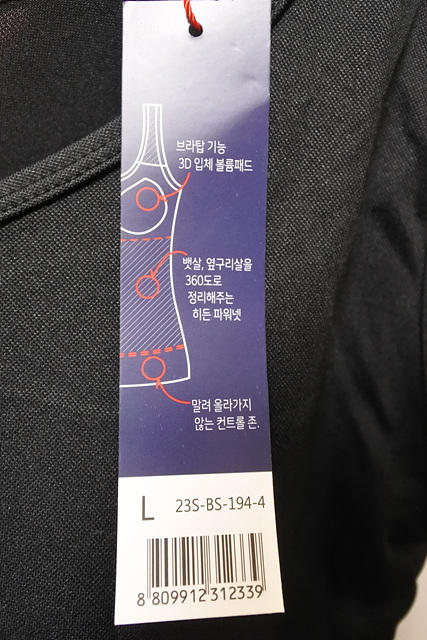 브라탑 기능
3D 입체 볼륨패드
뱃살, 옆구리살을
360도로
정리해주는
히든 파워넷
말려 올라가지
않는 컨트롤 존.
L 23S-BS-194-4
8 809912 312339